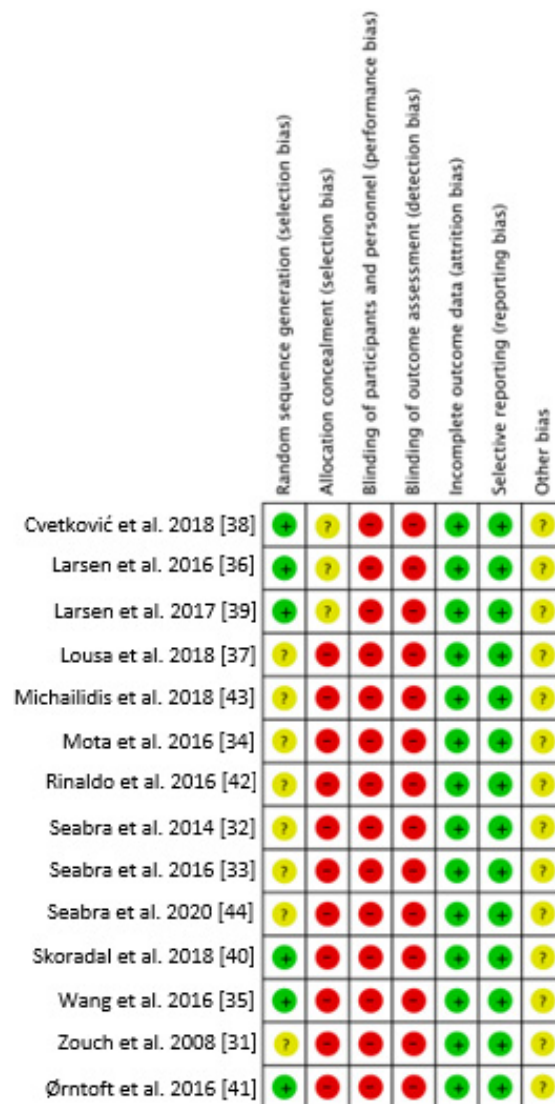 Random sequence generation (selection bias)
Allocation concealment (selection bias)
Blinding of participants and personnel (performance bias)
Blinding of outcome assessment (detection bias)
Incomplete outcome data (attrition bias)
Selective reporting (reporting bias)
Other bias
Cvetković et al. 2018 [38] + ? - - + + ?
Larsen et al. 2016 [36] + ? - - + + ?
Larsen et al. 2017 [39] + ? - - + + ?
Lousa et al. 2018 [37] ? - - - + + ?
Michailidis et al. 2018 [43] ? - - - + + ?
Mota et al. 2016 [34] ? - - - + + ?
Rinaldo et al. 2016 [42] ? - - - + + ?
Seabra et al. 2014 [32] ? - - - + + ?
Seabra et al. 2016 [33] ? - - - + + ?
Seabra et al. 2020 [44] ? - - - + + ?
Skoradal et al. 2018 [40] + - - - + + ?
Wang et al. 2016 [35] + - - - + + ?
Zouch et al. 2008 [31] ? - - - + + ?
Ørntoft et al. 2016 [41] + - - - + + ?